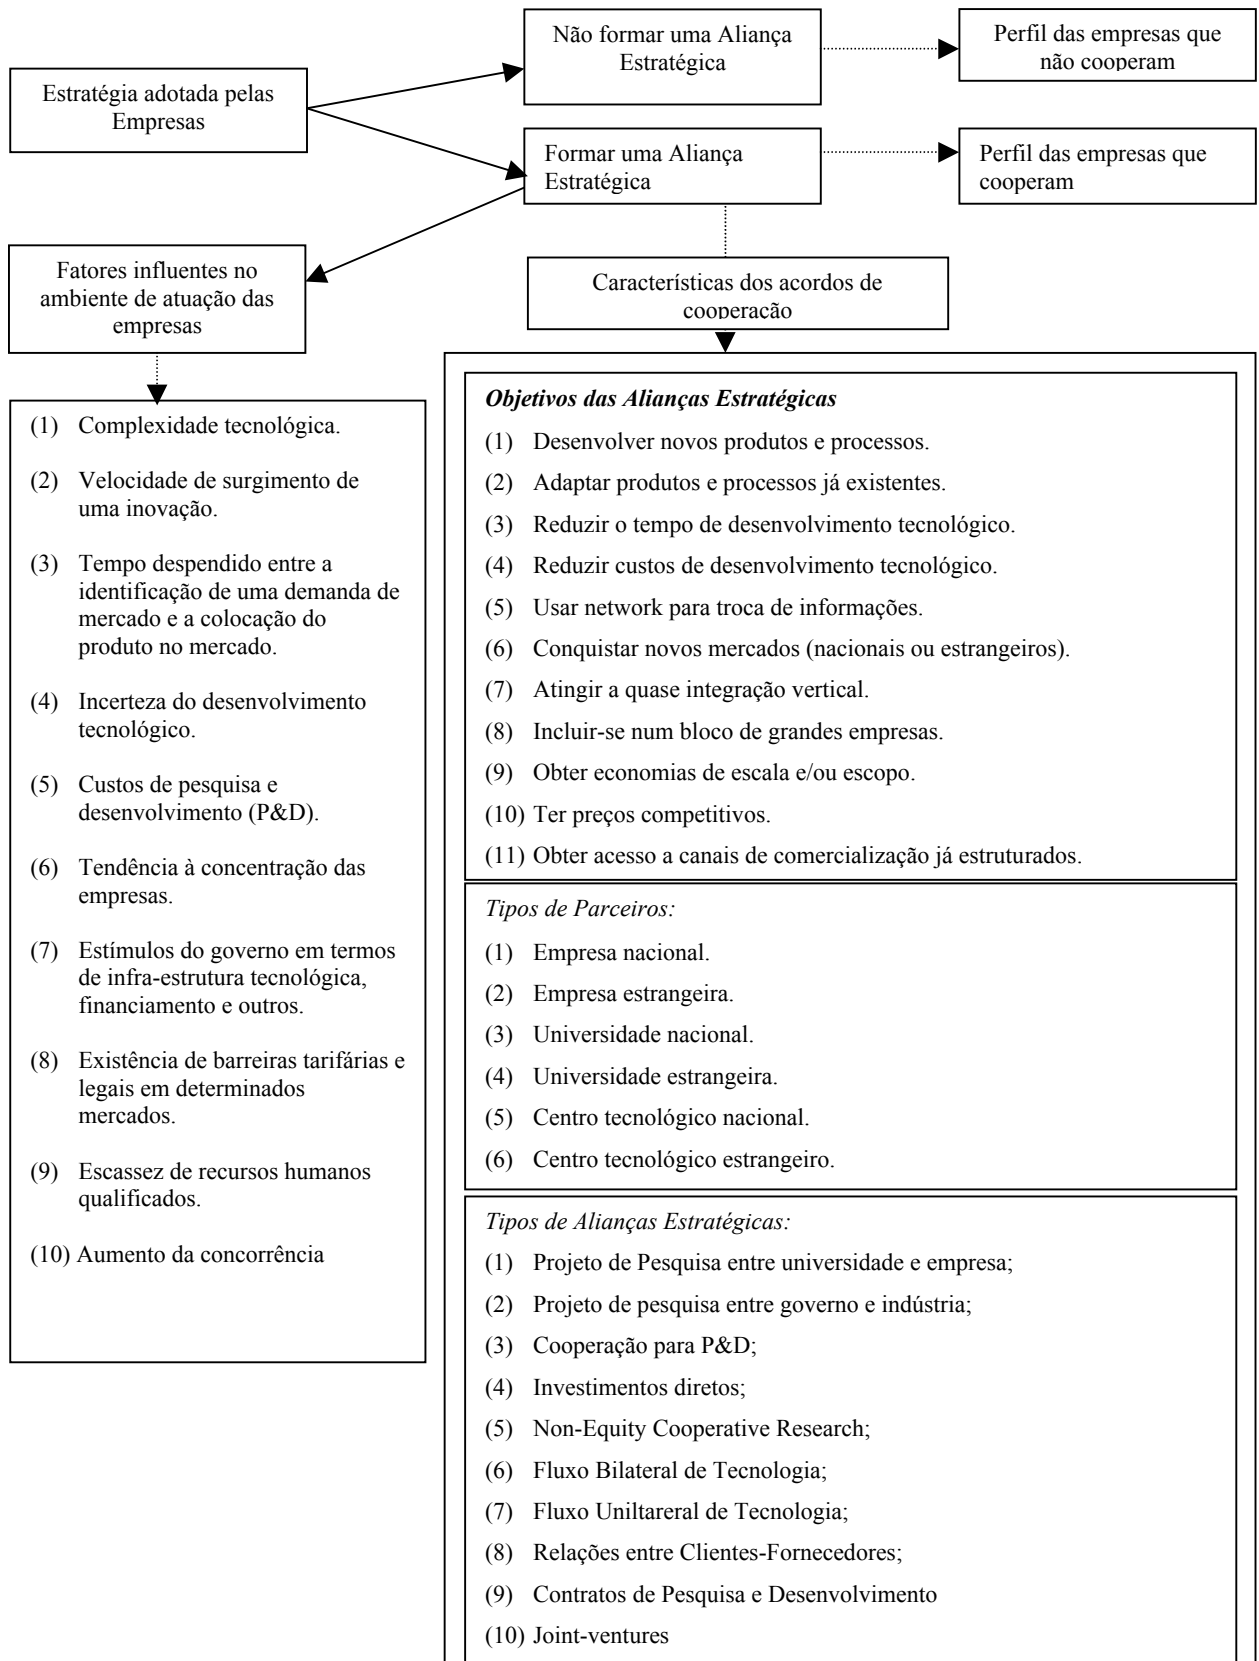 Não formar uma Aliança
Estratégica
Perfil das empresas que
não cooperam
Estratégia adotada pelas
Empresas
Formar uma Aliança
Estratégica
Perfil das empresas que
cooperam
Fatores influentes no
ambiente de atuação das
empresas
Características dos acordos de
cooperação
(1) Complexidade tecnológica.
(2) Velocidade de surgimento de
uma inovação.
(3) Tempo despendido entre a
identificação de uma demanda de
mercado e a colocação do
produto no mercado.
(4) Incerteza do desenvolvimento
tecnológico.
(5) Custos de pesquisa e
desenvolvimento (P&D).
(6) Tendência à concentração das
empresas.
(7) Estímulos do governo em termos
de infra-estrutura tecnológica,
financiamento e outros.
(8) Existência de barreiras tarifárias e
legais em determinados
mercados.
(9) Escassez de recursos humanos
qualificados.
(10) Aumento da concorrência
Objetivos das Alianças Estratégicas
(1) Desenvolver novos produtos e processos.
(2) Adaptar produtos e processos já existentes.
(3) Reduzir o tempo de desenvolvimento tecnológico.
(4) Reduzir custos de desenvolvimento tecnológico.
(5) Usar network para troca de informações.
(6) Conquistar novos mercados (nacionais ou estrangeiros).
(7) Atingir a quase integração vertical.
(8) Incluir-se num bloco de grandes empresas.
(9) Obter economias de escala e/ou escopo.
(10) Ter preços competitivos.
(11) Obter acesso a canais de comercialização já estruturados.
Tipos de Parceiros:
(1) Empresa nacional.
(2) Empresa estrangeira.
(3) Universidade nacional.
(4) Universidade estrangeira.
(5) Centro tecnológico nacional.
(6) Centro tecnológico estrangeiro.
Tipos de Alianças Estratégicas:
(1) Projeto de Pesquisa entre universidade e empresa;
(2) Projeto de pesquisa entre governo e indústria;
(3) Cooperação para P&D;
(4) Investimentos diretos;
(5) Non-Equity Cooperative Research;
(6) Fluxo Bilateral de Tecnologia;
(7) Fluxo Uniltareral de Tecnologia;
(8) Relações entre Clientes-Fornecedores;
(9) Contratos de Pesquisa e Desenvolvimento
(10) Joint-ventures